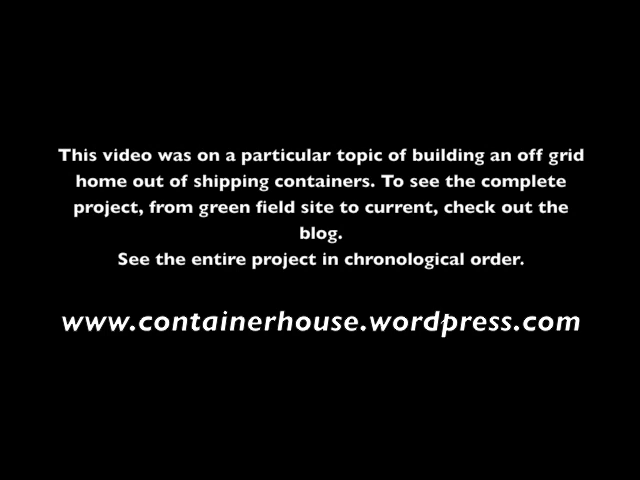 This video was on a particular topic of building an off grid
home out of shipping containers. To see the complete
project, from green field site to current, check out the
blog.
See the entire project in chronological order.
www.containerhouse.wordpress.com